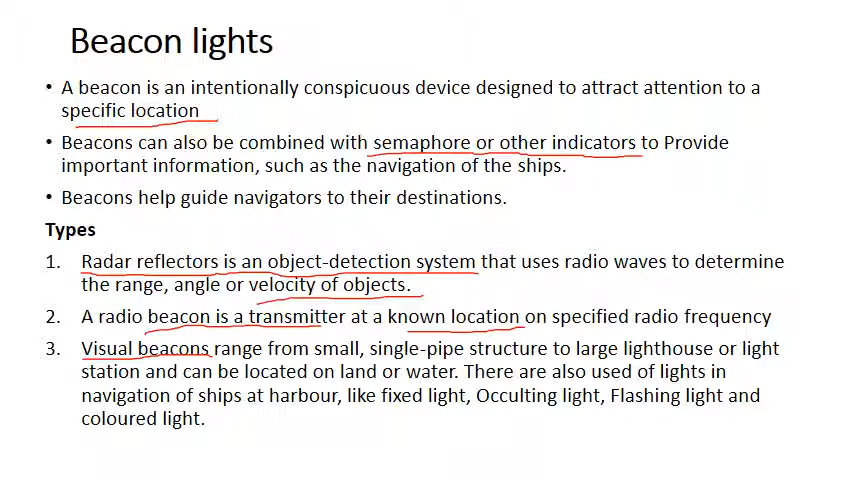 Beacon lights
• A beacon is an intentionally conspicuous device designed to attract attention to a
specific location
• Beacons can also be combined with semaphore or other indicators to Provide
important information, such as the navigation of the ships.
• Beacons help guide navigators to their destinations.
Types
1. Radar reflectors is an object-detection system that uses radio waves to determine
the range, angle or velocity of objects.
2. A radio beacon is a transmitter at a known location on specified radio frequency
3. Visual beacons range from small, single-pipe structure to large lighthouse or light
station and can be located on land or water. There are also used of lights in
navigation of ships at harbour, like fixed light, Occulting light, Flashing light and
coloured light.